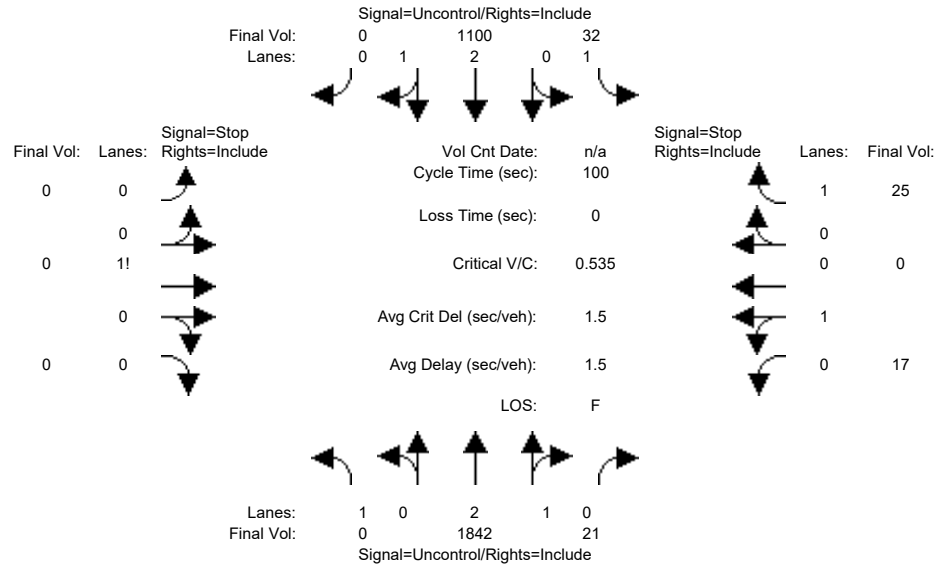 Signal=Uncontrol/Rights=Include
Final Vol: 0 1100 32
Lanes: 0 1 2 0 1
Signal=Stop Signal=Stop
Final Vol: Lanes: Rights=Include Vol Cnt Date: n/a Rights=Include Lanes: Final Vol:
Cycle Time (sec): 100
0 0 1 25
Loss Time (sec): 0
0 0
0 1! Critical V/C: 0.535 0 0
0 Avg Crit Del (sec/veh): 1.5 1
0 0 Avg Delay (sec/veh): 1.5 0 17
LOS: F
Lanes: 1 0 2 1 0
Final Vol: 0 1842 21
Signal=Uncontrol/Rights=Include